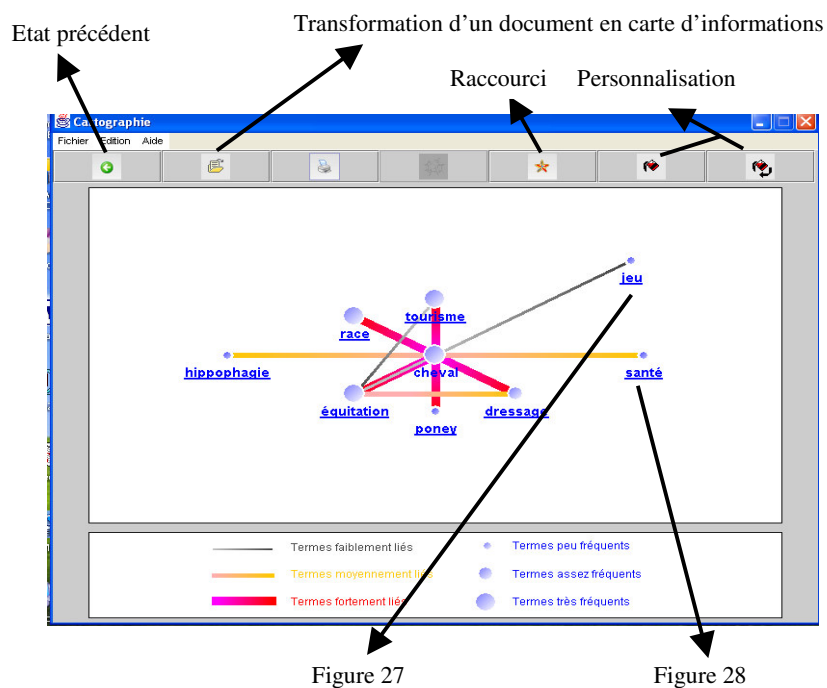 Transformation d’un document en carte d’informations
Etat précédent
Raccourci Personnalisation
Cartographie
Fichier Edition Aide
jeu
tourisme
race
cheval
hippophagie
santé
équitation
dressage
poney
Termes faiblement liés
Termes peu fréquents
Termes moyennement liés
Termes assez fréquents
Termes fortement liés
Termes très fréquents
Figure 27
Figure 28